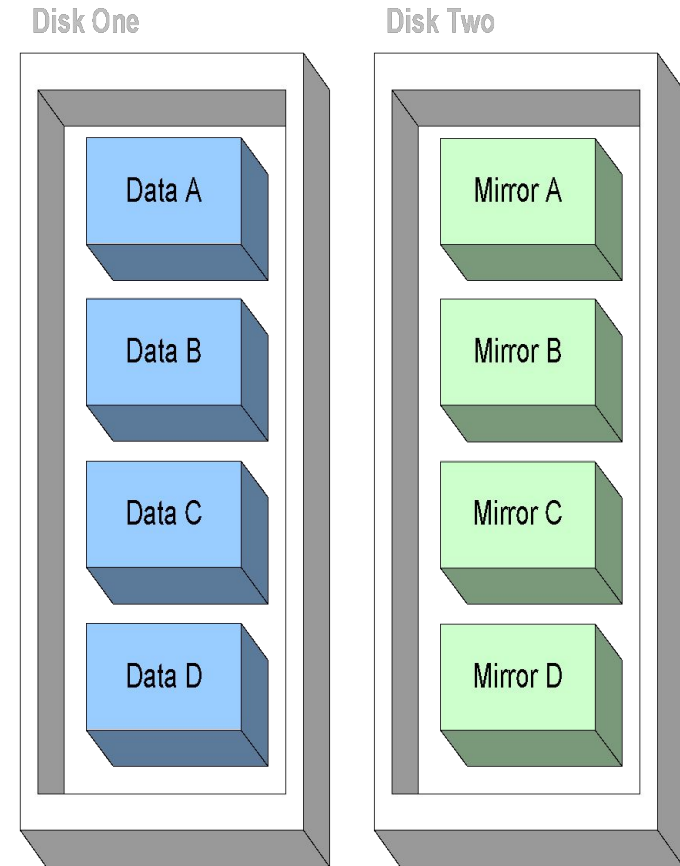 Disk One
Disk Two
Data A
Mirror A
Data B
Mirror B
Data C
Mirror C
Data D
Mirror D